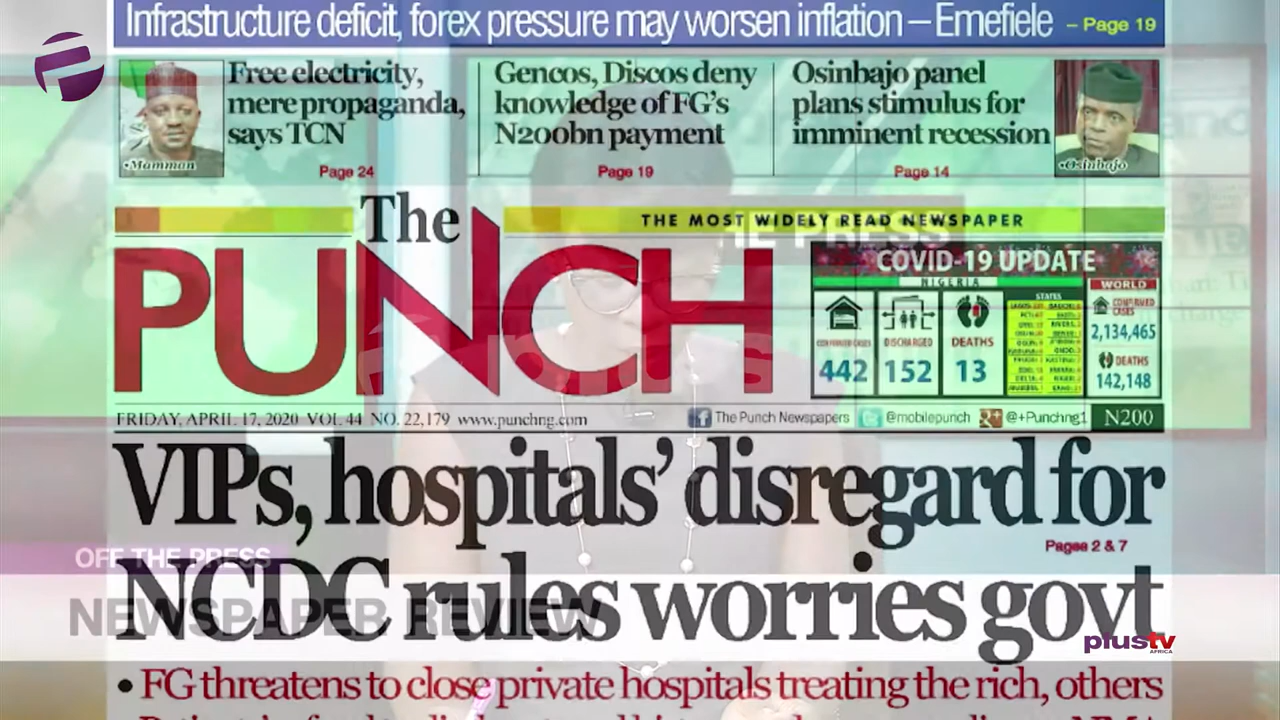 Infrastructure deficit, forex pressure may worsen inflation – Emefiele – Page 19
Free electricity,
mere propaganda,
says TCN
Page 24
•Mamman
Gencos, Discos deny
knowledge of FG's
N200bn payment
Page 19
Osinbajo panel
plans stimulus for
imminent recession
Page 14
•Osinbajo
The
PUNCH
THE MOST WIDELY READ NEWSPAPER
COVID-19 UPDATE
NIGERIA
CONFIRMED CASES
442
DISCHARGED
152
DEATHS
13
STATES
WORLD
CONFIRMED
CASES
2,134,465
DEATHS
142,148
FRIDAY, APRIL 17, 2020 VOL 44 NO. 22,179 www.punchng.com
The Punch Newspapers @mobilepunch @+Punchng1 N200
VIPs, hospitals' disregard for
Pages 2 & 7
NCDC rules worries govt
OFF THE PRESS
NEWSPAPER REVIEW
plustv
AFRICA
• FG threatens to close private hospitals treating the rich, others